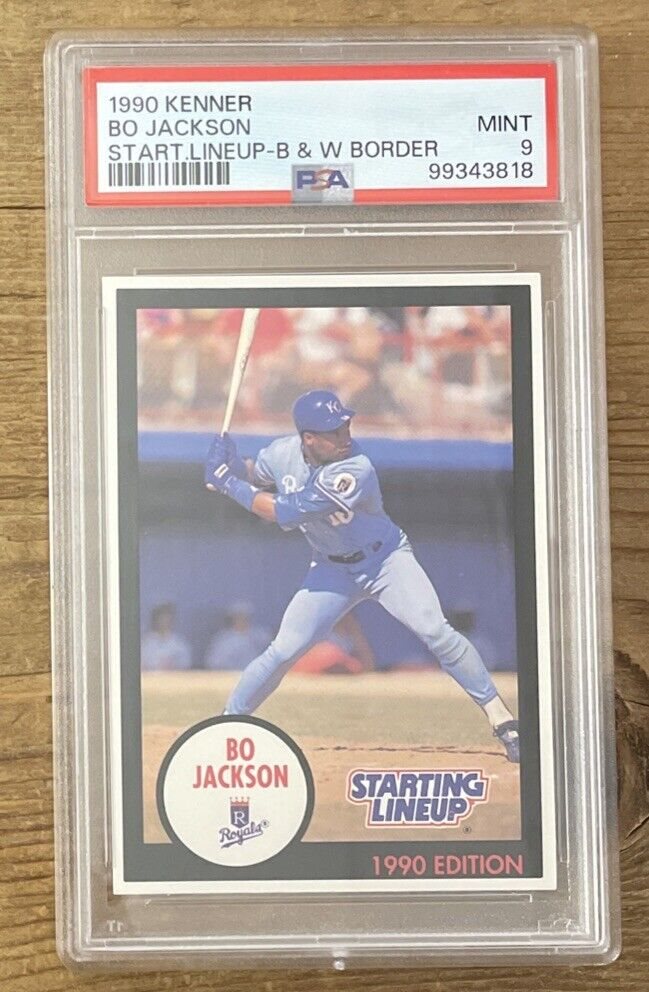 1990 KENNER
BO JACKSON MINT
START.LINEUP-B & W BORDER 9
PSA 99343818
KC
BO
JACKSON
R
Royals®
STARTING
LINEUP®
1990 EDITION